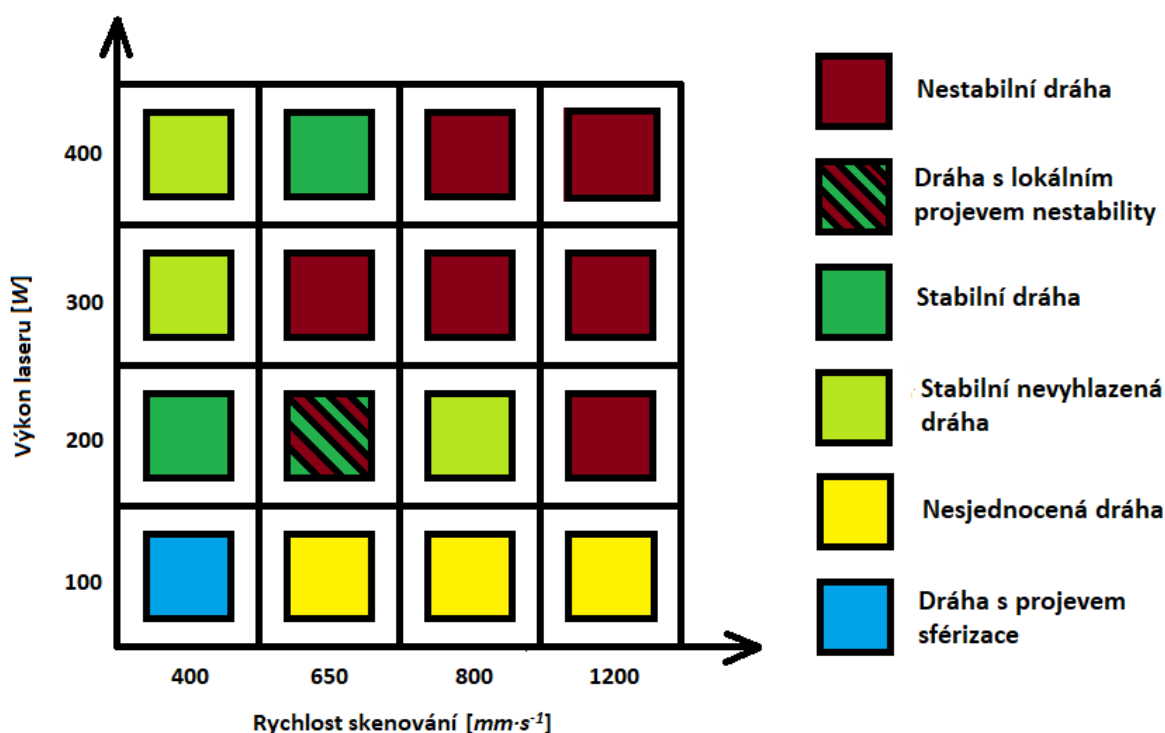 400
300
200
100
Výkon laseru [W]
400 650 800 1200
Rychlost skenování [mm·s⁻¹]
Nestabilní dráha
Dráha s lokálním
projevem nestability
Stabilní dráha
Stabilní nevyhlazená
dráha
Nesjednocená dráha
Dráha s projevem
sférizace